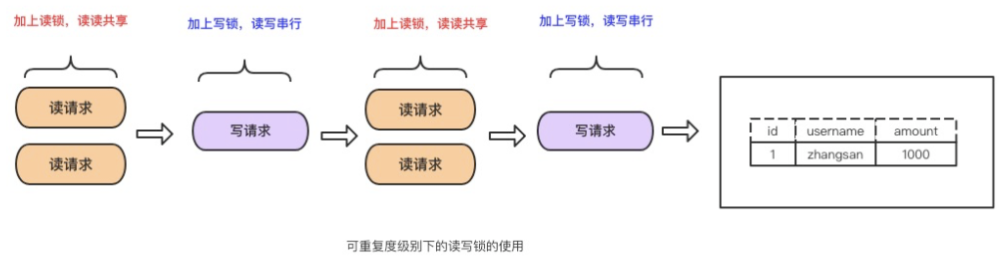 加上读锁，读读共享
加上写锁，读写串行
加上读锁，读读共享
加上写锁，读写串行
读请求
读请求
写请求
读请求
读请求
写请求
id username amount
1 zhangsan 1000
可重复度级别下的读写锁的使用